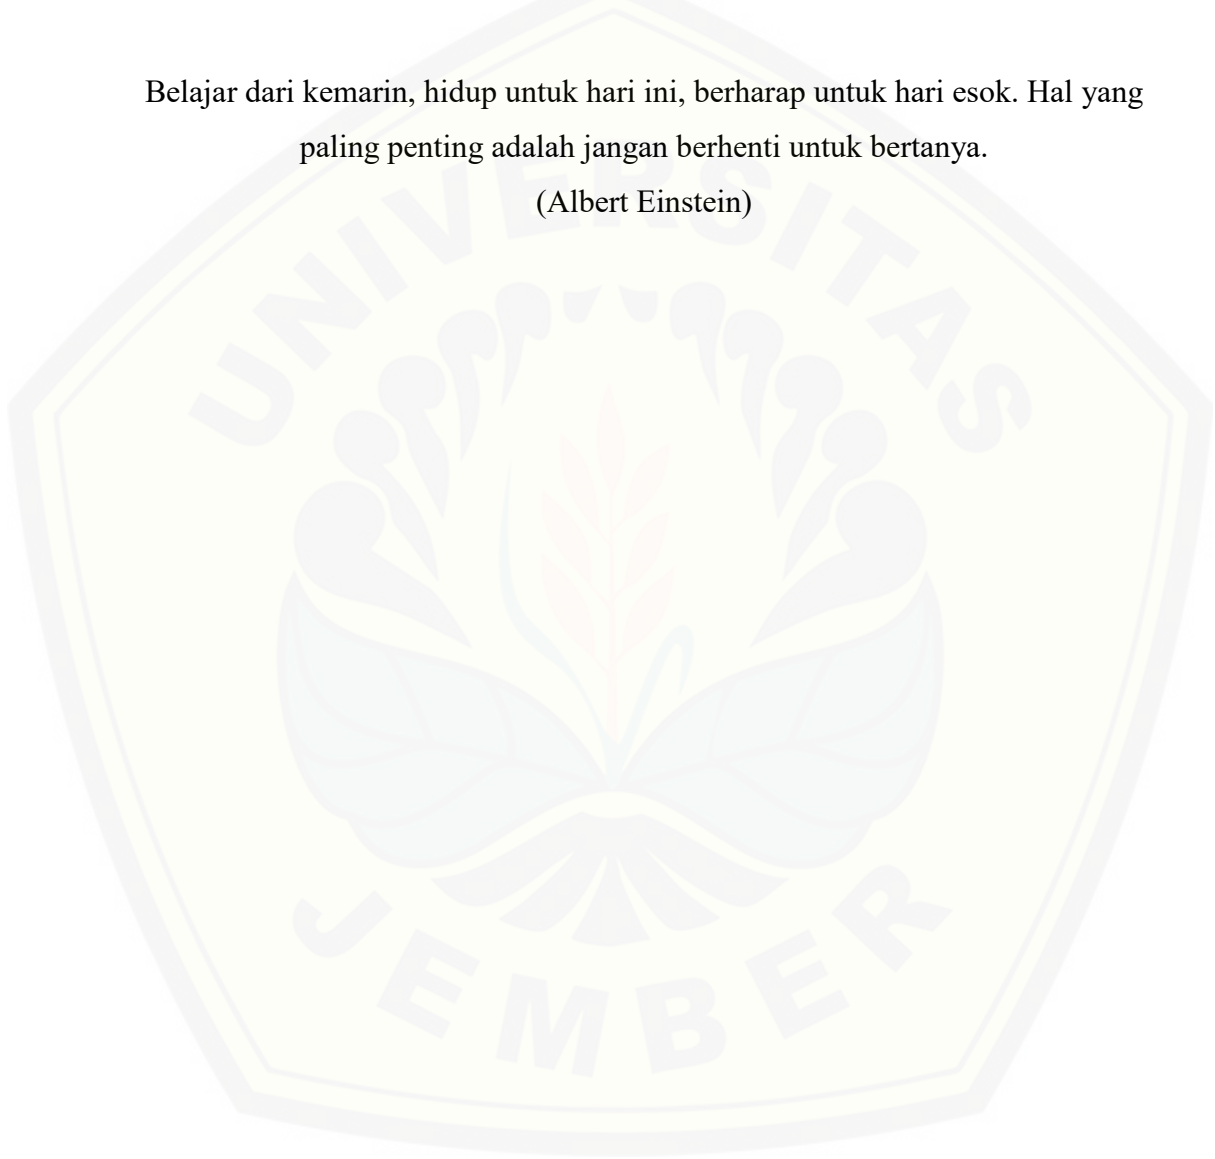 Belajar dari kemarin, hidup untuk hari ini, berharap untuk hari esok. Hal yang
paling penting adalah jangan berhenti untuk bertanya.
(Albert Einstein)
UNIVERSITAS
JEMBER